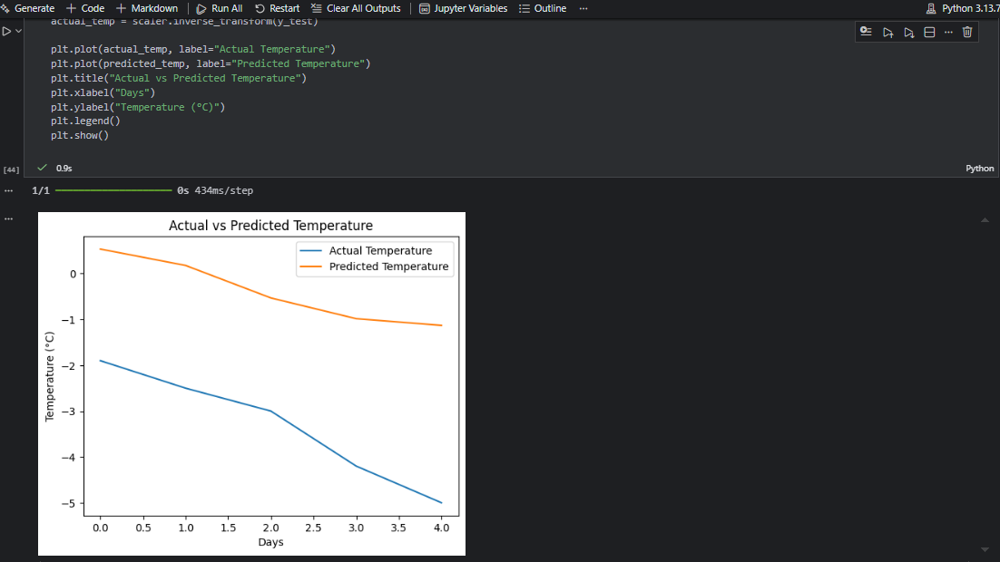 Generate + Code + Markdown | Run All Restart Clear All Outputs | Jupyter Variables Outline ... Python 3.13.7
actual_temp = scaler.inverse_transform(y_test)
plt.plot(actual_temp, label="Actual Temperature")
plt.plot(predicted_temp, label="Predicted Temperature")
plt.title("Actual vs Predicted Temperature")
plt.xlabel("Days")
plt.ylabel("Temperature (°C)")
plt.legend()
plt.show()
[44] 0.9s Python
1/1 0s 434ms/step
Actual vs Predicted Temperature
Actual Temperature
Predicted Temperature
0
−1
−2
−3
−4
−5
Temperature (°C)
0.0 0.5 1.0 1.5 2.0 2.5 3.0 3.5 4.0
Days